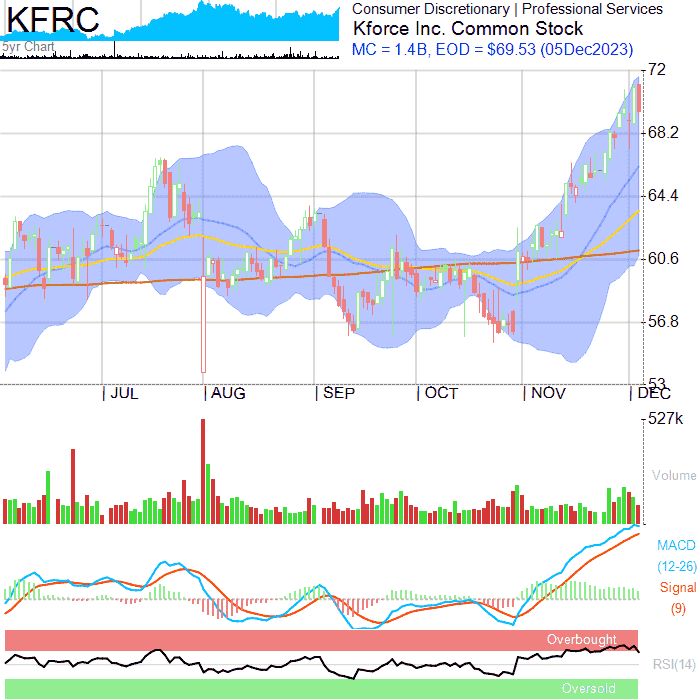 KFRC
5yr Chart
Consumer Discretionary | Professional Services
Kforce Inc. Common Stock
MC = 1.4B, EOD = $69.53 (05Dec2023)
72
68.2
64.4
60.6
56.8
53
JUL
AUG
SEP
OCT
NOV
DEC
527k
Volume
MACD
(12-26)
Signal
(9)
Overbought
RSI(14)
Oversold